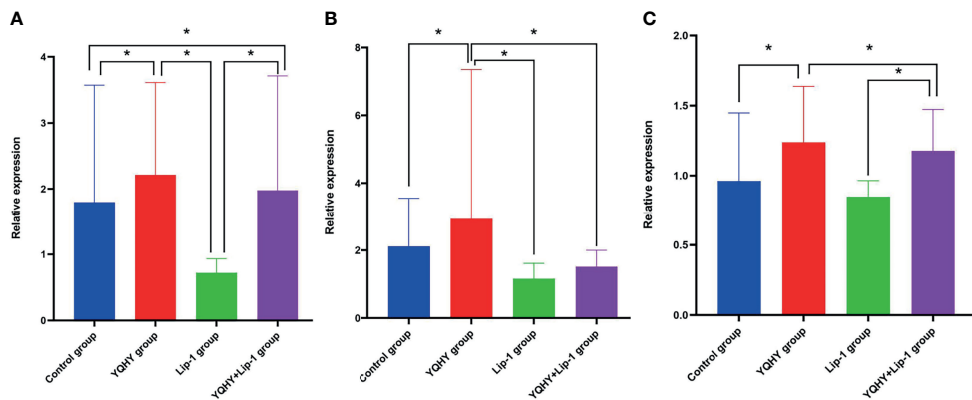 A
*
*
*
*
4
3
2
1
0
Relative expression
Control group
YQHY group
Lip-1 group
YQHY+Lip-1 group
B
*
*
*
8
6
4
2
0
Relative expression
Control group
YQHY group
Lip-1 group
YQHY+Lip-1 group
C
*
*
*
2.0
1.5
1.0
0.5
0.0
Reative expression
Control group
YQHY group
Lip-1 group
YQHY+Lip-1 group